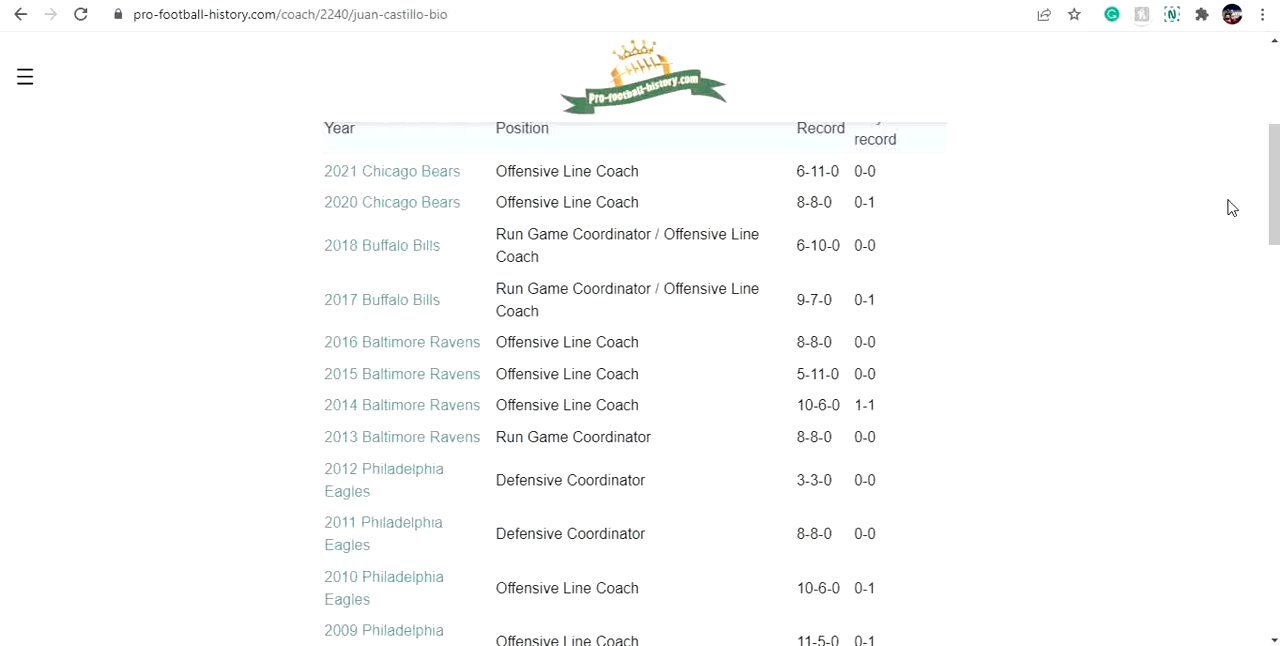 pro-football-history.com/coach/2240/juan-castillo-bio
Pro-football-history.com
Year Position Record
record
2021 Chicago Bears Offensive Line Coach 6-11-0 0-0
2020 Chicago Bears Offensive Line Coach 8-8-0 0-1
2018 Buffalo Bills Run Game Coordinator / Offensive Line Coach 6-10-0 0-0
2017 Buffalo Bills Run Game Coordinator / Offensive Line Coach 9-7-0 0-1
2016 Baltimore Ravens Offensive Line Coach 8-8-0 0-0
2015 Baltimore Ravens Offensive Line Coach 5-11-0 0-0
2014 Baltimore Ravens Offensive Line Coach 10-6-0 1-1
2013 Baltimore Ravens Run Game Coordinator 8-8-0 0-0
2012 Philadelphia Eagles Defensive Coordinator 3-3-0 0-0
2011 Philadelphia Eagles Defensive Coordinator 8-8-0 0-0
2010 Philadelphia Eagles Offensive Line Coach 10-6-0 0-1
2009 Philadelphia Offensive Line Coach 11-5-0 0-1